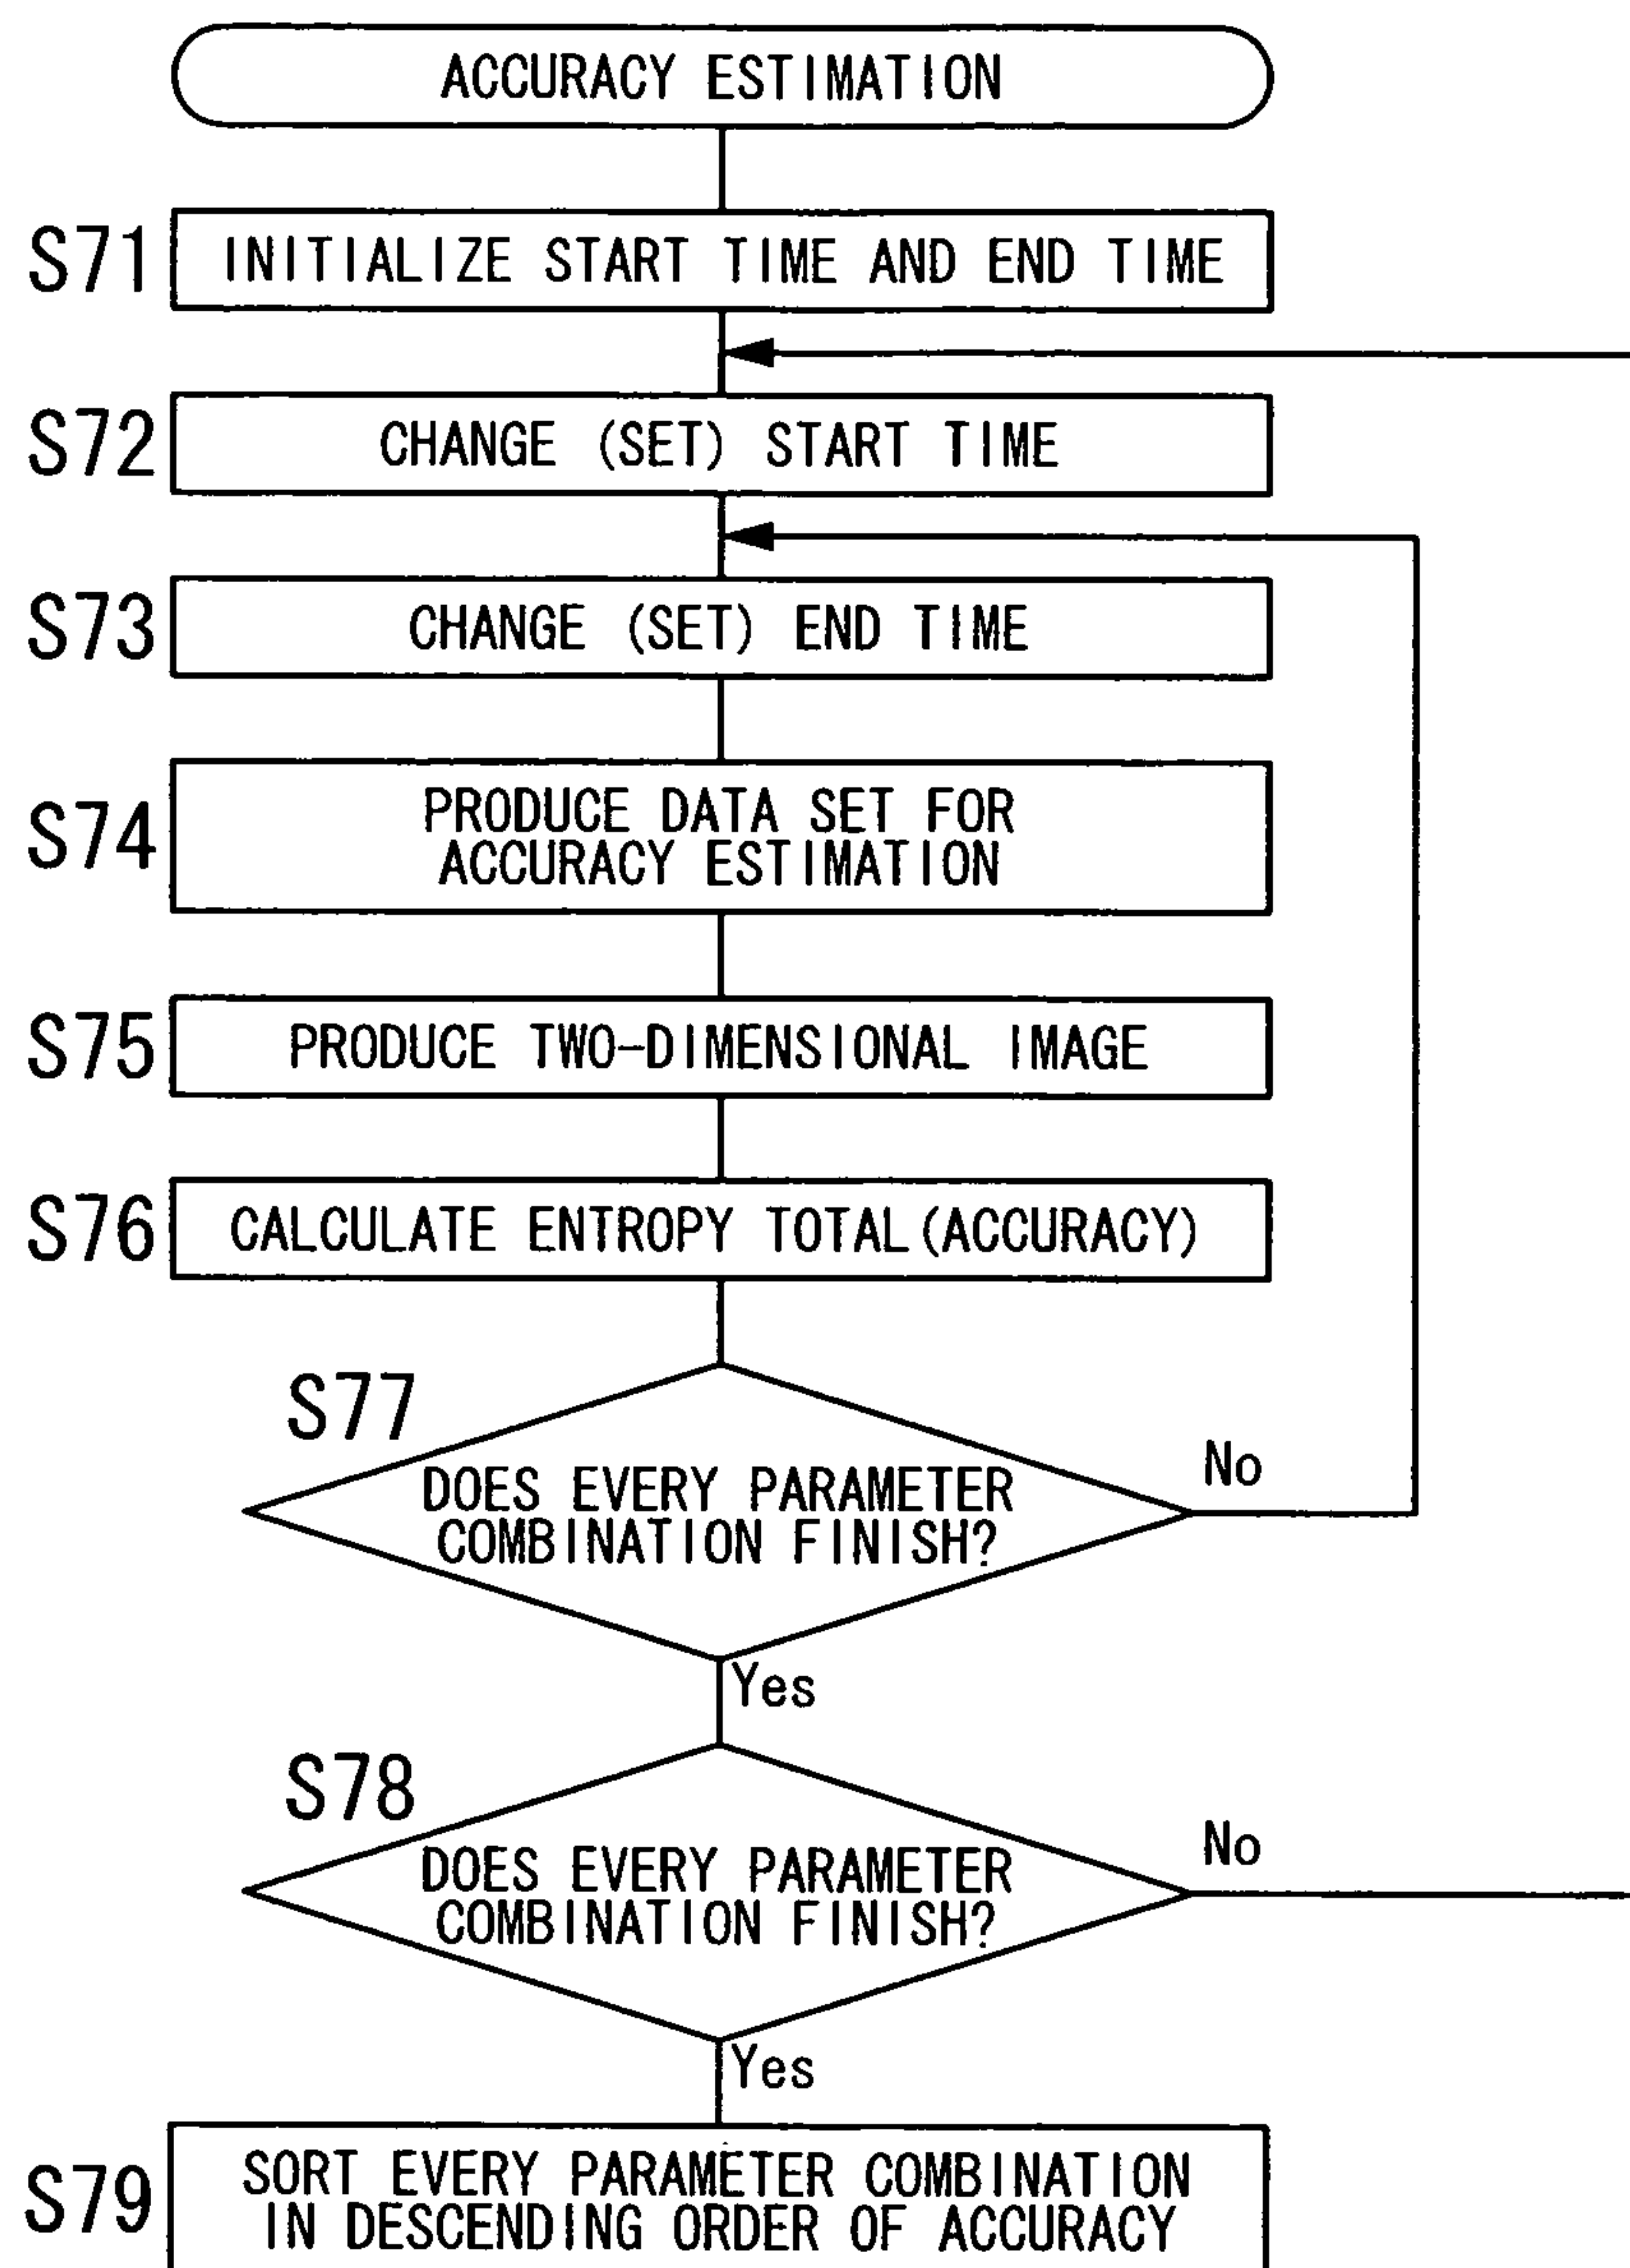 ACCURACY ESTIMATION
S71
INITIALIZE START TIME AND END TIME
S72
CHANGE (SET) START TIME
S73
CHANGE (SET) END TIME
S74
PRODUCE DATA SET FOR
ACCURACY ESTIMATION
S75
PRODUCE TWO-DIMENSIONAL IMAGE
S76
CALCULATE ENTROPY TOTAL (ACCURACY)
S77
DOES EVERY PARAMETER
COMBINATION FINISH?
No
Yes
S78
DOES EVERY PARAMETER
COMBINATION FINISH?
No
Yes
S79
SORT EVERY PARAMETER COMBINATION
IN DESCENDING ORDER OF ACCURACY